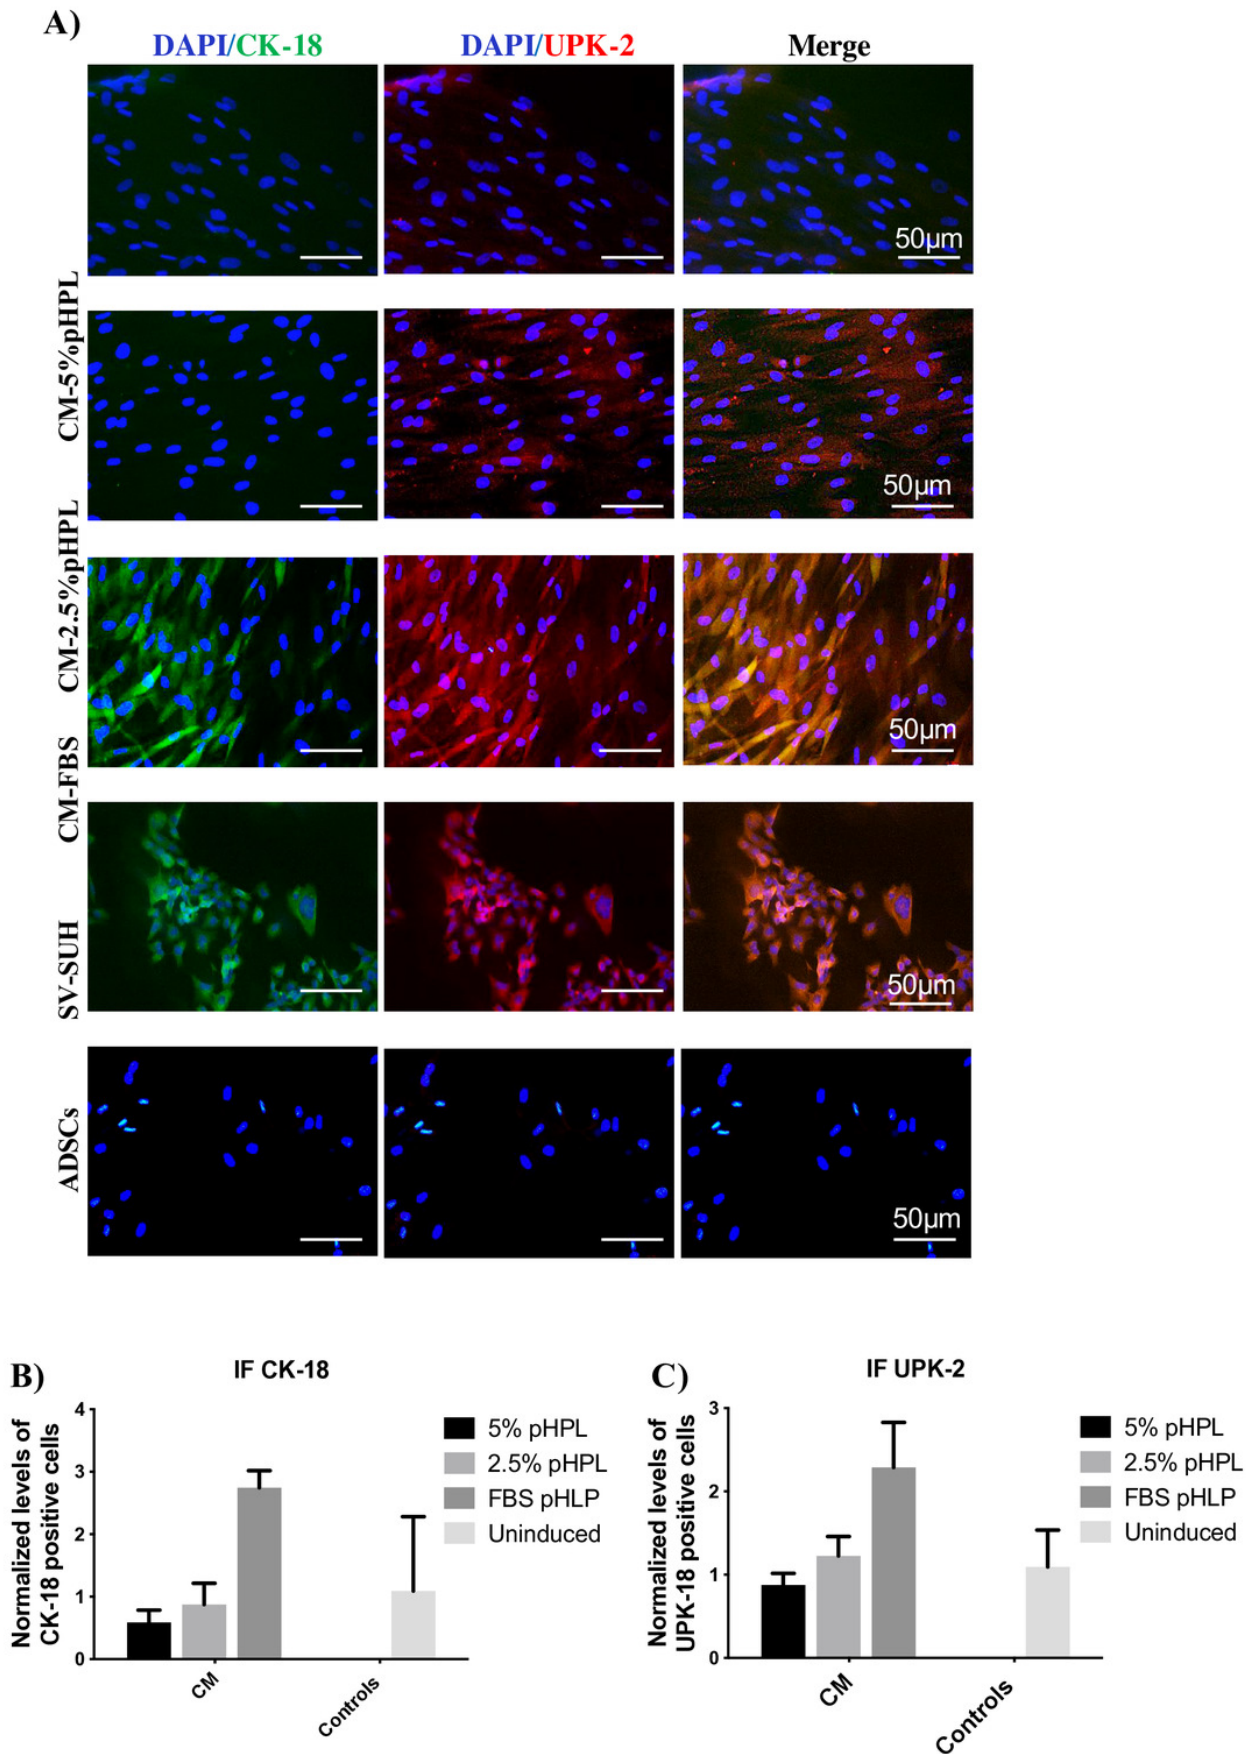 A)
DAPI/CK-18
DAPI/UPK-2
Merge
CM-5%pHPL
50µm
CM-2.5%pHPL
50µm
CM-FBS
50µm
SV-SUH
50µm
ADSCs
50µm
B)
IF CK-18
Normalized levels of
CK-18 positive cells
4
3
2
1
0
CM
Controls
5% pHPL
2.5% pHPL
FBS pHLP
Uninduced
C)
IF UPK-2
Normalized levels of
UPK-18 positive cells
3
2
1
0
CM
Controls
5% pHPL
2.5% pHPL
FBS pHLP
Uninduced